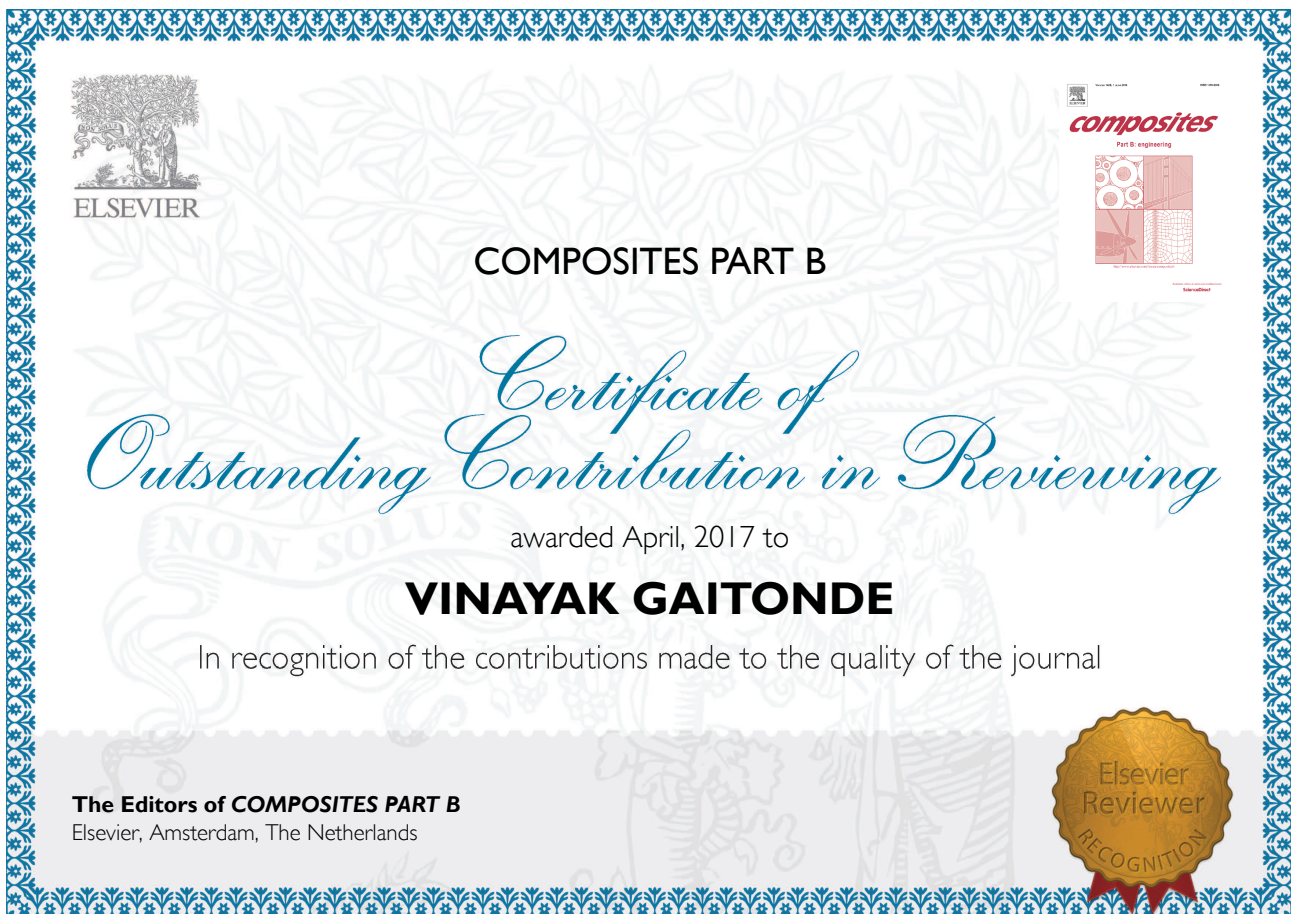 ELSEVIER
composites
Part B: engineering
ScienceDirect
COMPOSITES PART B
Certificate of
Outstanding Contribution in Reviewing
NON SOLUS
awarded April, 2017 to
VINAYAK GAITONDE
In recognition of the contributions made to the quality of the journal
The Editors of COMPOSITES PART B
Elsevier, Amsterdam, The Netherlands
Elsevier
Reviewer
RECOGNITION